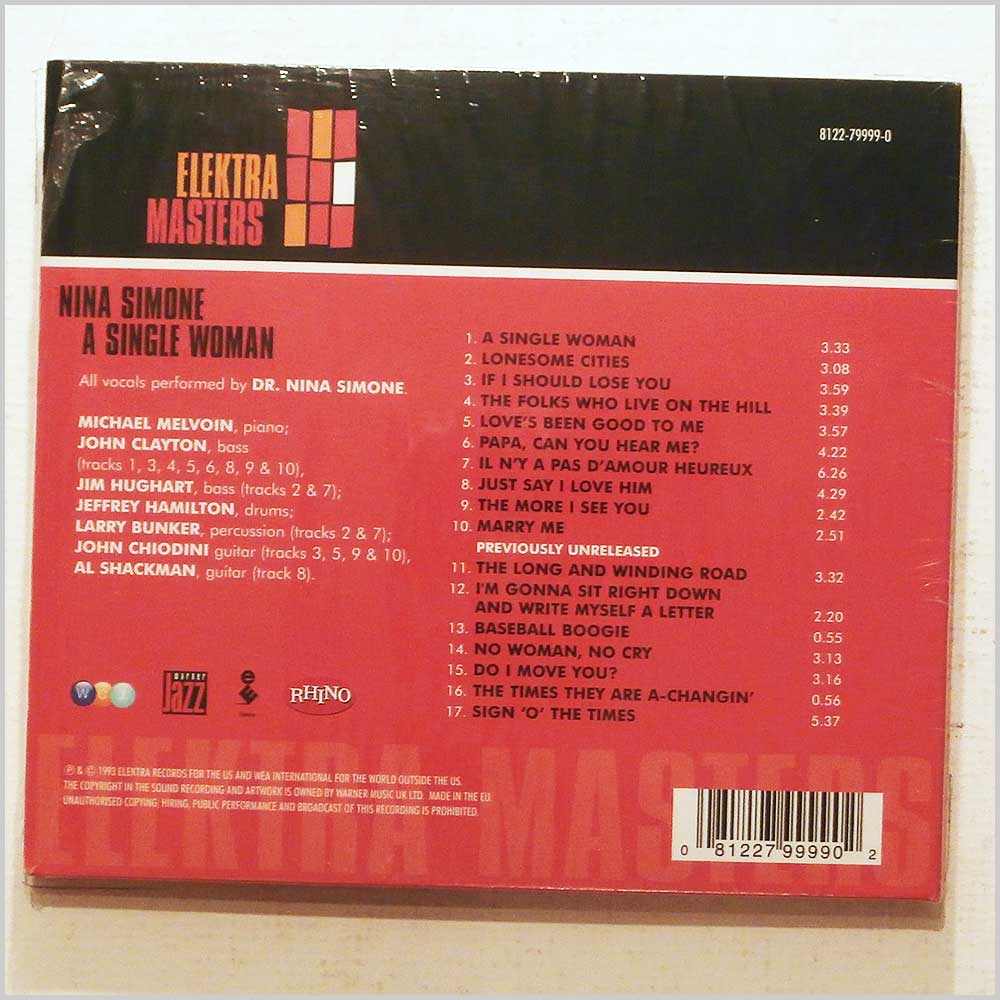 8122-79999-0
ELEKTRA
MASTERS
NINA SIMONE
A SINGLE WOMAN
All vocals performed by DR. NINA SIMONE.
MICHAEL MELVOIN, piano;
JOHN CLAYTON, bass
(tracks 1, 3, 4, 5, 6, 8, 9 & 10),
JIM HUGHART, bass (tracks 2 & 7);
JEFFREY HAMILTON, drums;
LARRY BUNKER, percussion (tracks 2 & 7);
JOHN CHIODINI guitar (tracks 3, 5, 9 & 10),
AL SHACKMAN, guitar (track 8).
1. A SINGLE WOMAN 3.33
2. LONESOME CITIES 3.08
3. IF I SHOULD LOSE YOU 3.59
4. THE FOLKS WHO LIVE ON THE HILL 3.39
5. LOVE'S BEEN GOOD TO ME 3.57
6. PAPA, CAN YOU HEAR ME? 4.22
7. IL N'Y A PAS D'AMOUR HEUREUX 6.26
8. JUST SAY I LOVE HIM 4.29
9. THE MORE I SEE YOU 2.42
10. MARRY ME 2.51
PREVIOUSLY UNRELEASED
11. THE LONG AND WINDING ROAD 3.32
12. I'M GONNA SIT RIGHT DOWN
AND WRITE MYSELF A LETTER 2.20
13. BASEBALL BOOGIE 0.55
14. NO WOMAN, NO CRY 3.13
15. DO I MOVE YOU? 3.16
16. THE TIMES THEY ARE A-CHANGIN' 0.56
17. SIGN 'O' THE TIMES 5.37
warner
Jazz
RHINO
ELEKTRA MASTERS
℗ & © 1993 ELEKTRA RECORDS FOR THE US AND WEA INTERNATIONAL FOR THE WORLD OUTSIDE THE US.
THE COPYRIGHT IN THE SOUND RECORDING AND ARTWORK IS OWNED BY WARNER MUSIC UK LTD. MADE IN THE EU.
UNAUTHORISED COPYING, HIRING, PUBLIC PERFORMANCE AND BROADCAST OF THIS RECORDING IS PROHIBITED.
0 81227 99990 2